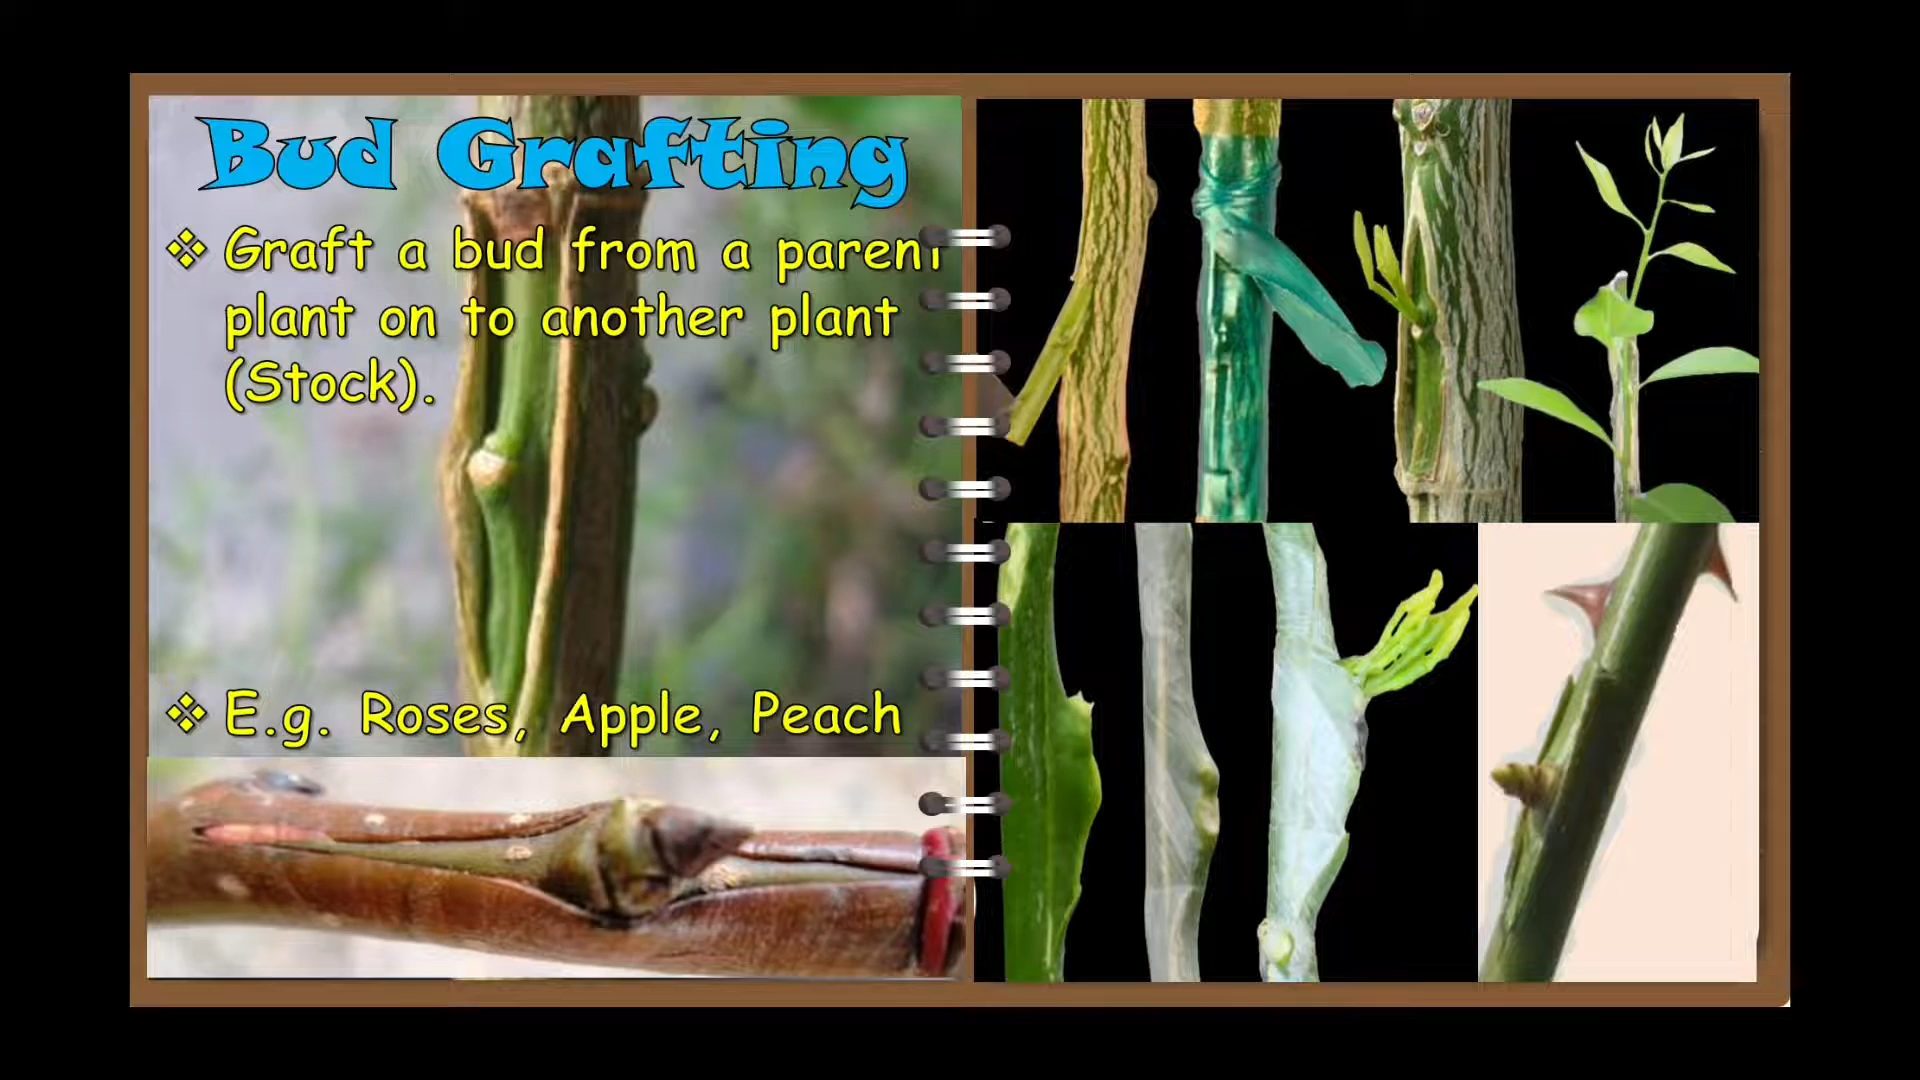 Bud Grafting
❖ Graft a bud from a parent
plant on to another plant
(Stock).
❖ E.g. Roses, Apple, Peach